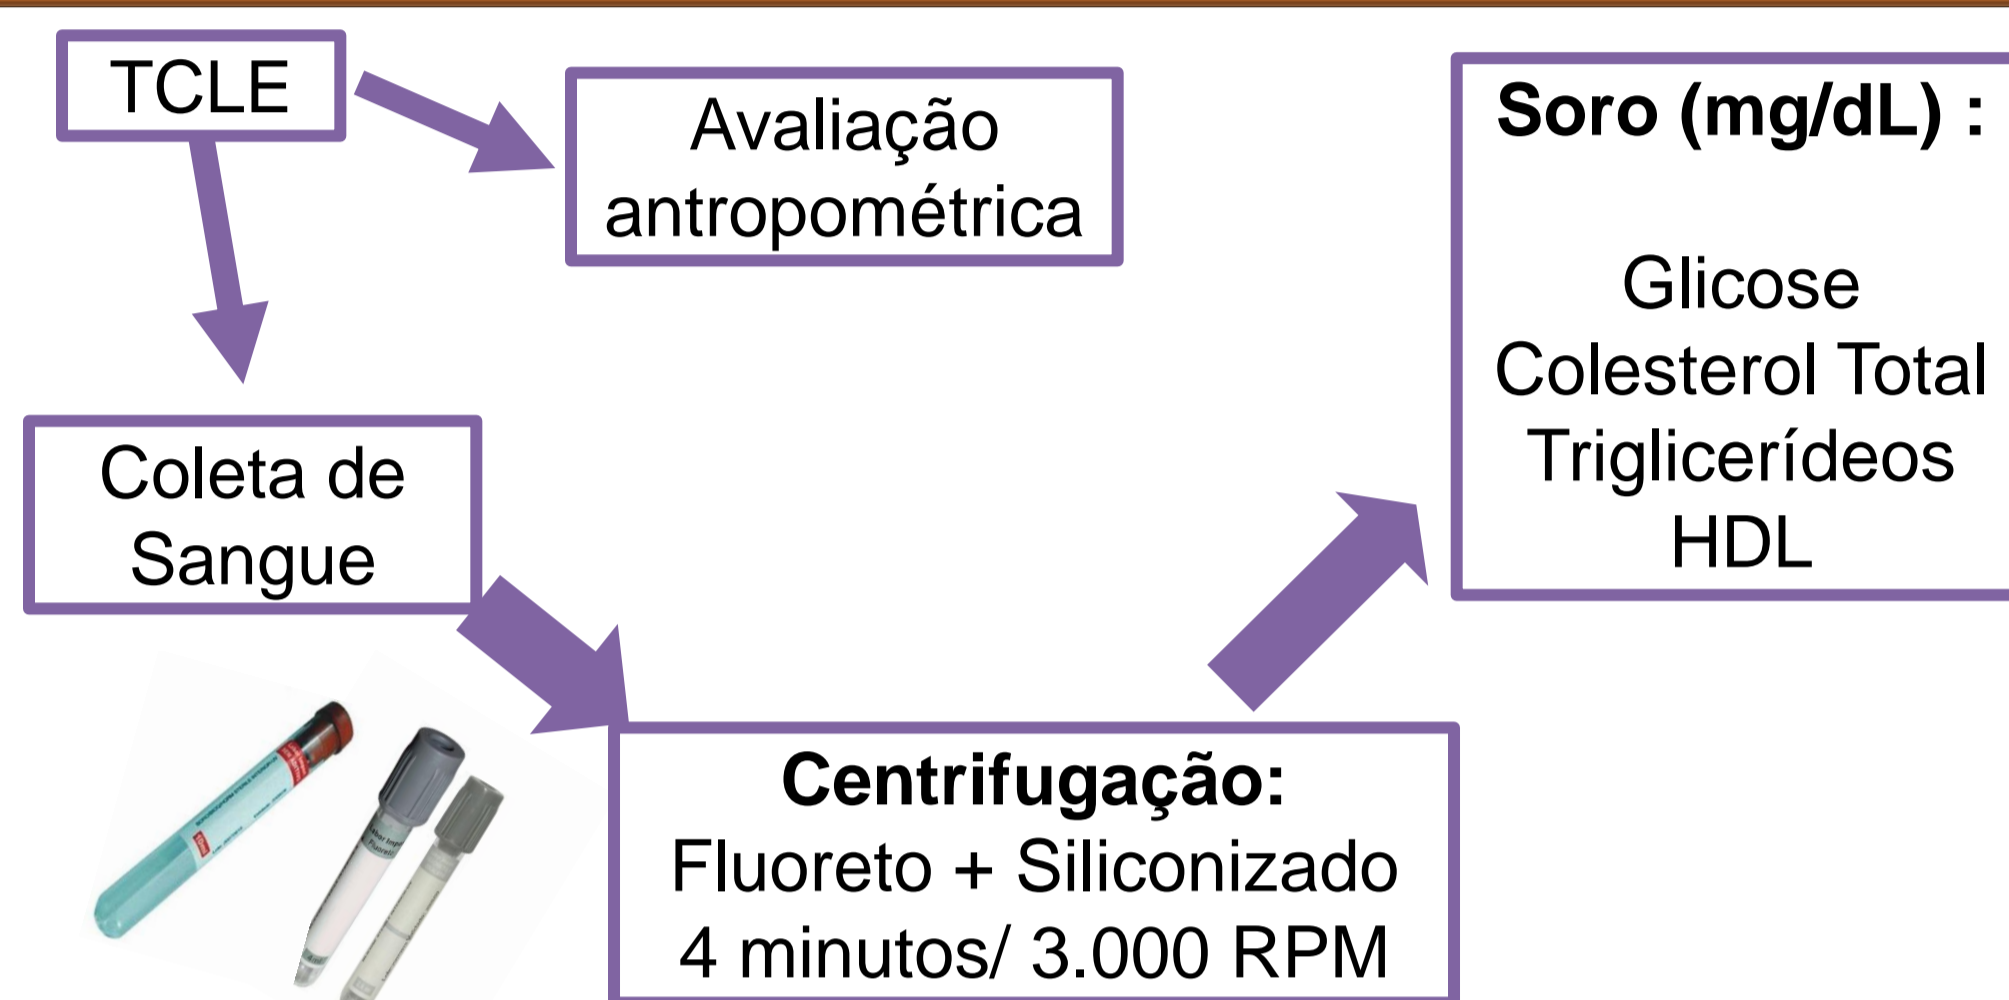 TCLE
Avaliação
antropométrica
Coleta de
Sangue
Centrifugação:
Fluoreto + Siliconizado
4 minutos/ 3.000 RPM
Soro (mg/dL) :
Glicose
Colesterol Total
Triglicerídeos
HDL